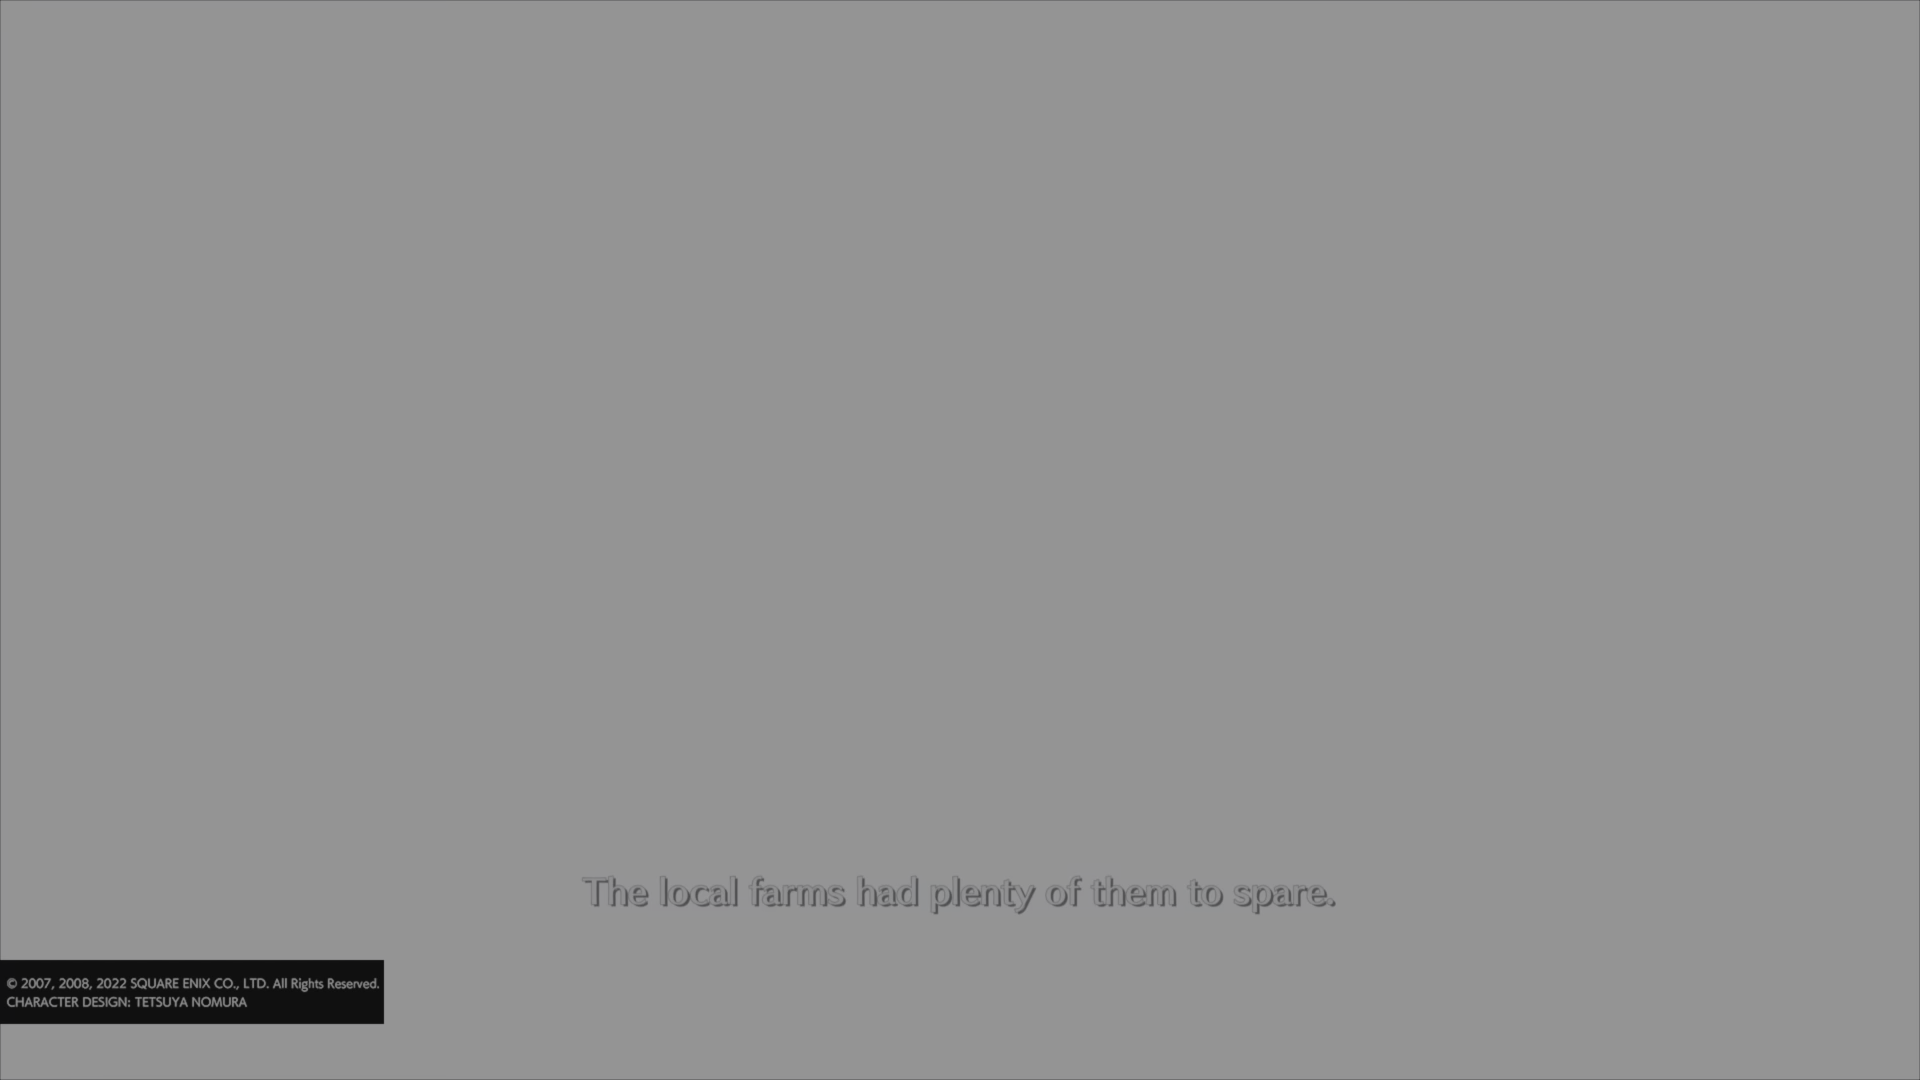 The local farms had plenty of them to spare.
© 2007, 2008, 2022 SQUARE ENIX CO., LTD. All Rights Reserved.
CHARACTER DESIGN: TETSUYA NOMURA